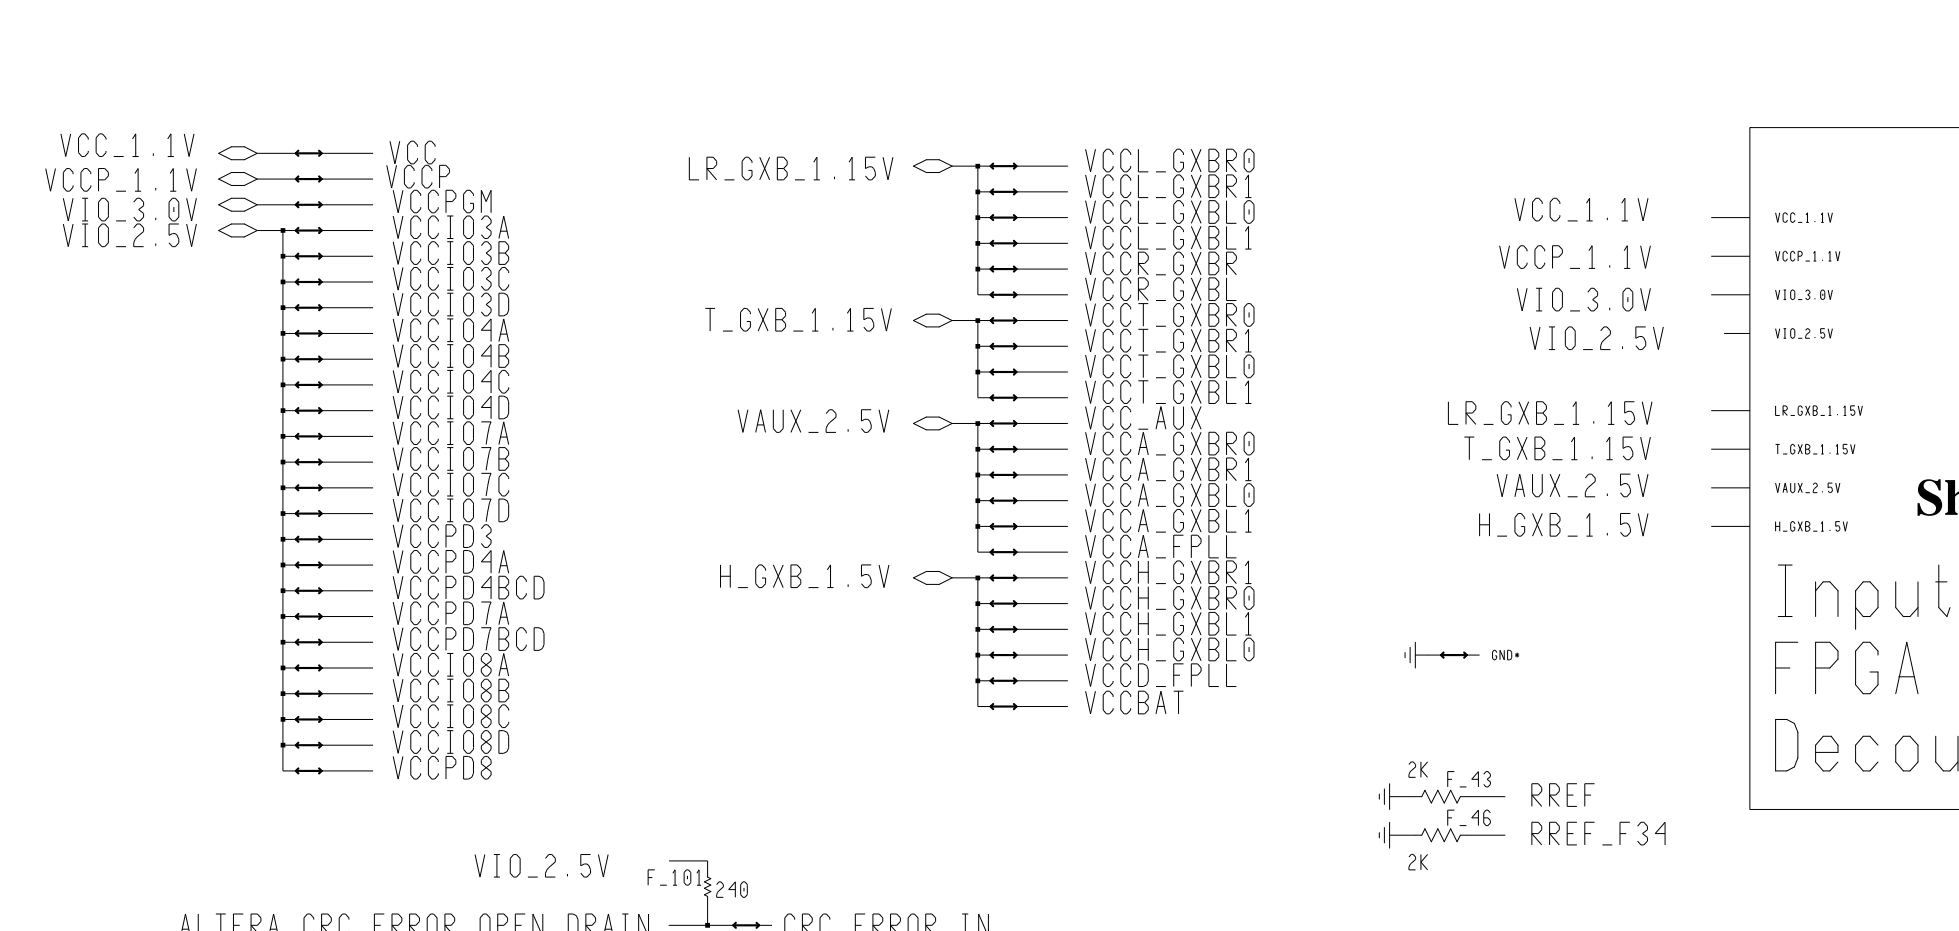 VCC_1.1V
VCCP_1.1V
VIO_3.0V
VIO_2.5V
VCC
VCCP
VCCPGM
VCCIO3A
VCCIO3B
VCCIO3C
VCCIO3D
VCCIO4A
VCCIO4B
VCCIO4C
VCCIO4D
VCCIO7A
VCCIO7B
VCCIO7C
VCCIO7D
VCCPD3
VCCPD4A
VCCPD4BCD
VCCPD7A
VCCPD7BCD
VCCIO8A
VCCIO8B
VCCIO8C
VCCIO8D
VCCPD8
LR_GXB_1.15V
T_GXB_1.15V
VAUX_2.5V
H_GXB_1.5V
VCCL_GXBR0
VCCL_GXBR1
VCCL_GXBL0
VCCL_GXBL1
VCCR_GXBR
VCCR_GXBL
VCCT_GXBR0
VCCT_GXBR1
VCCT_GXBL0
VCCT_GXBL1
VCC_AUX
VCCA_GXBR0
VCCA_GXBR1
VCCA_GXBL0
VCCA_GXBL1
VCCA_FPLL
VCCH_GXBR1
VCCH_GXBR0
VCCH_GXBL1
VCCH_GXBL0
VCCD_FPLL
VCCBAT
VCC_1.1V
VCCP_1.1V
VIO_3.0V
VIO_2.5V
LR_GXB_1.15V
T_GXB_1.15V
VAUX_2.5V
H_GXB_1.5V
VCC_1.1V
VCCP_1.1V
VIO_3.0V
VIO_2.5V
LR_GXB_1.15V
T_GXB_1.15V
VAUX_2.5V
H_GXB_1.5V
Sh
Input
FPGA
Decou
GND*
2K F_43 RREF
F_46 RREF_F34
2K
VIO_2.5V F_101 240
ALTERA_CRC_ERROR_OPEN_DRAIN CRC_ERROR_IN